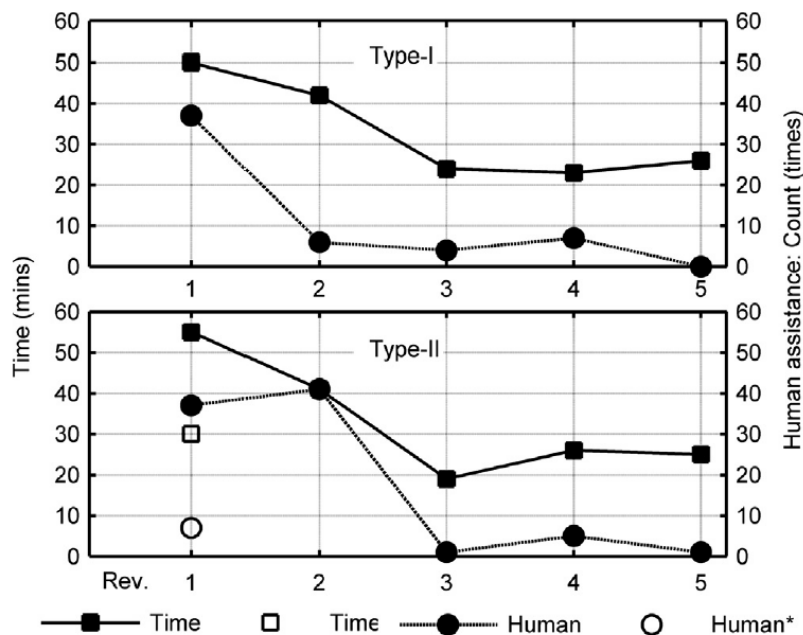 60 60
Type-I
50 50
40 40
30 30
20 20
10 10
0 0
1 2 3 4 5
Time (mins)
Human assistance: Count (times)
60 60
Type-II
50 50
40 40
30 30
20 20
10 10
0 0
Rev. 1 2 3 4 5
Time Time Human Human*